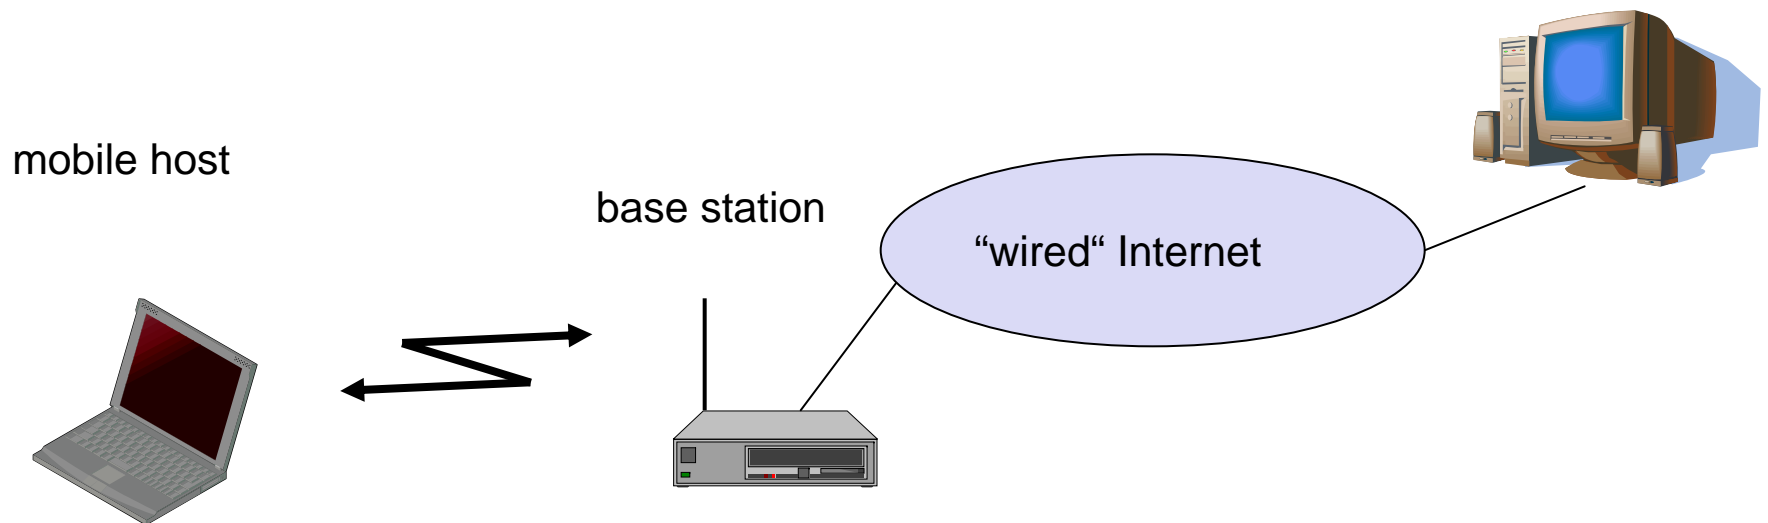 mobile host
base station
“wired“ Internet